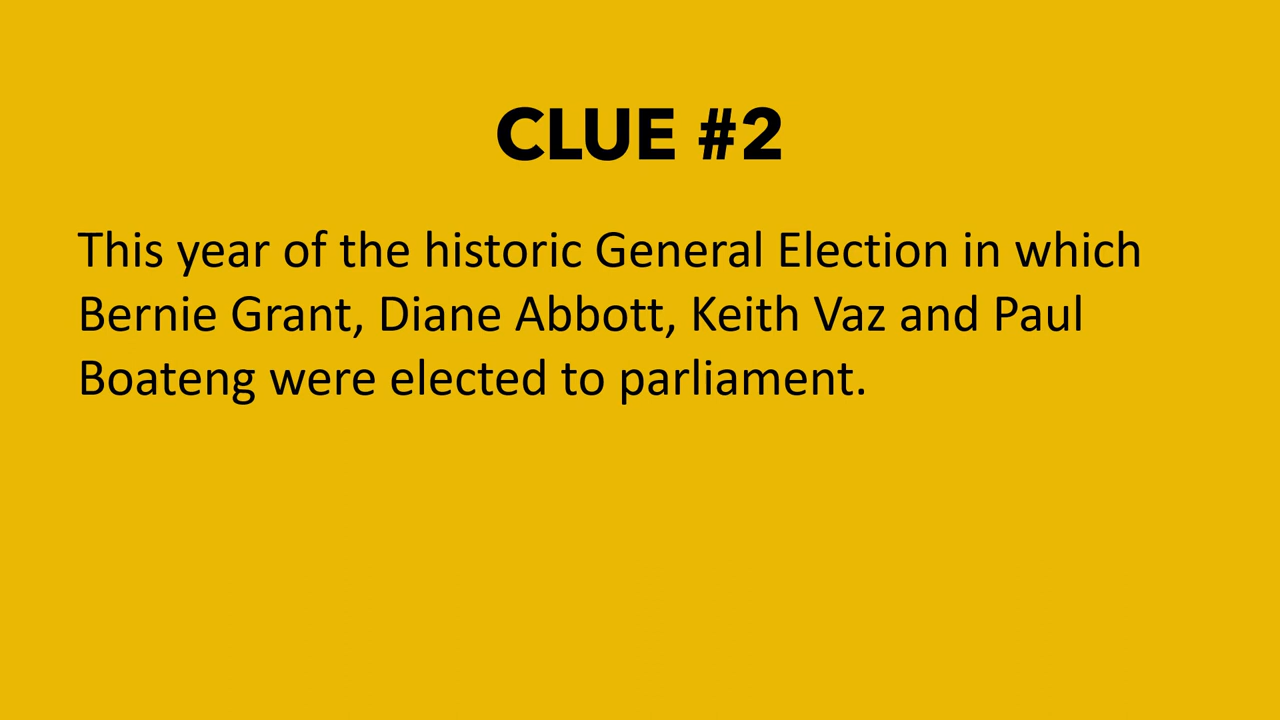 CLUE #2
This year of the historic General Election in which
Bernie Grant, Diane Abbott, Keith Vaz and Paul
Boateng were elected to parliament.